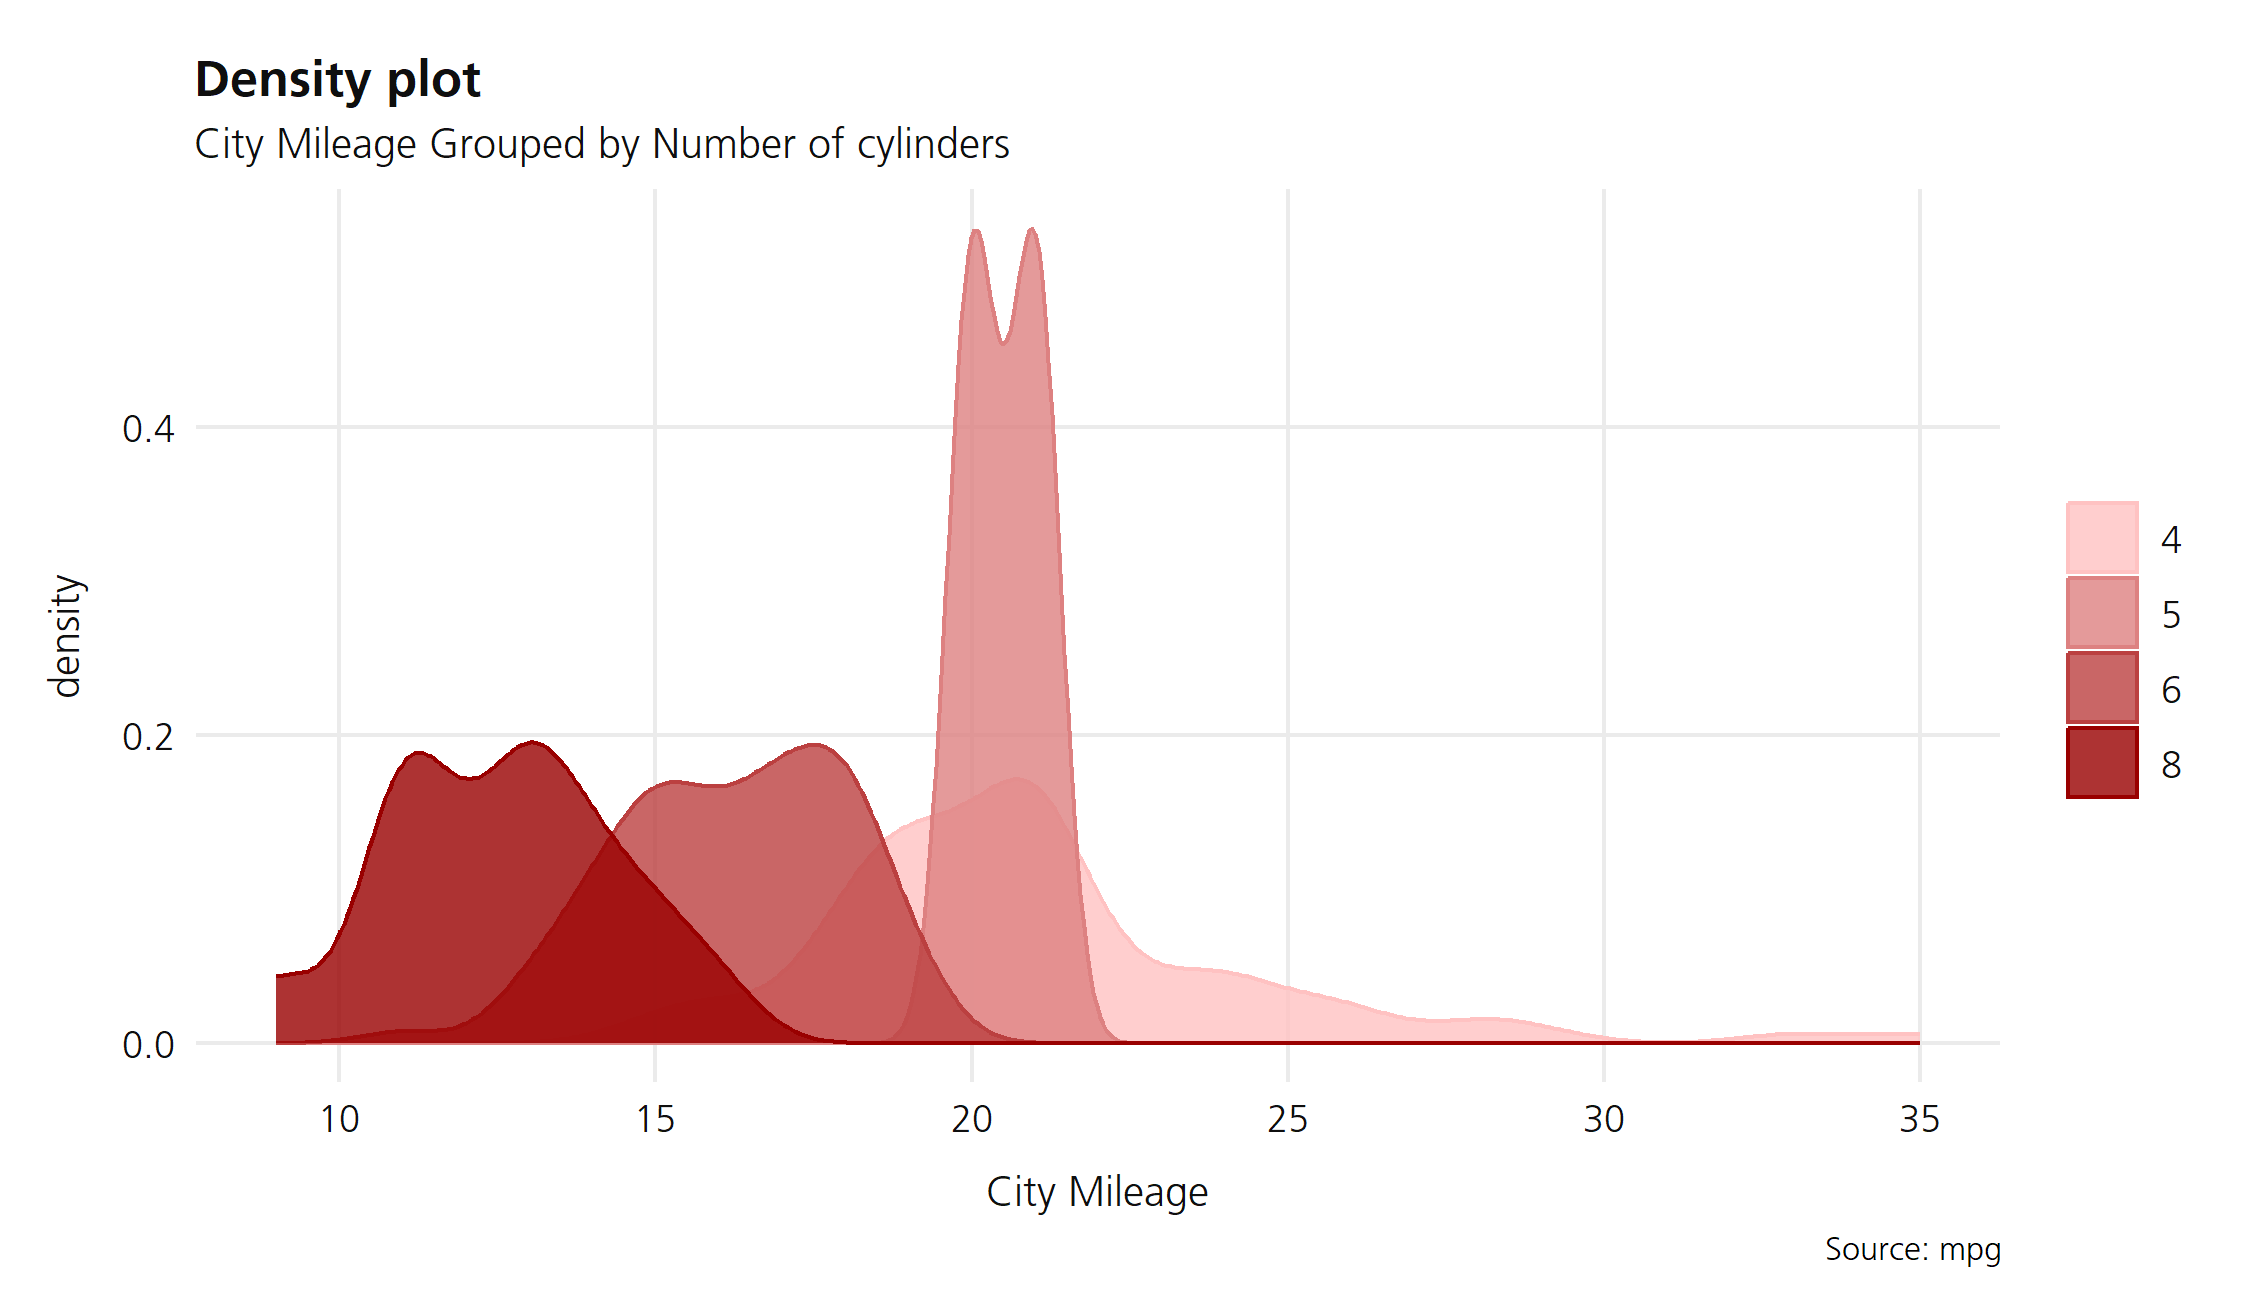 Density plot
City Mileage Grouped by Number of cylinders
density
0.4
0.2
0.0
10 15 20 25 30 35
City Mileage
4
5
6
8
Source: mpg